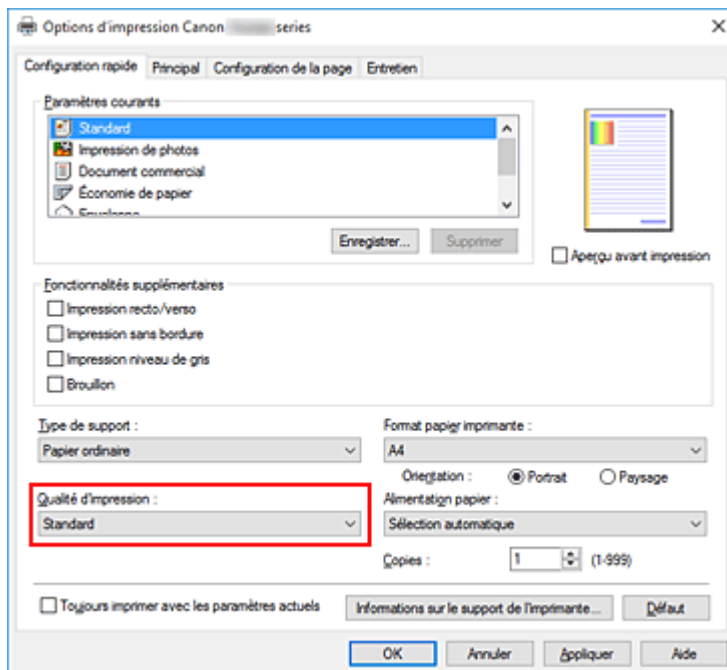 Options d'impression Canon series
Configuration rapide Principal Configuration de la page Entretien
Paramètres courants
Standard
Impression de photos
Document commercial
Économie de papier
Enregistrer... Supprimer
Aperçu avant impression
Fonctionnalités supplémentaires
Impression recto/verso
Impression sans bordure
Impression niveau de gris
Brouillon
Type de support : Format papier imprimante :
Papier ordinaire A4
Orientation : Portrait Paysage
Qualité d'impression : Alimentation papier :
Standard Sélection automatique
Copies : 1 (1-999)
Toujours imprimer avec les paramètres actuels Informations sur le support de l'imprimante... Défaut
OK Annuler Appliquer Aide